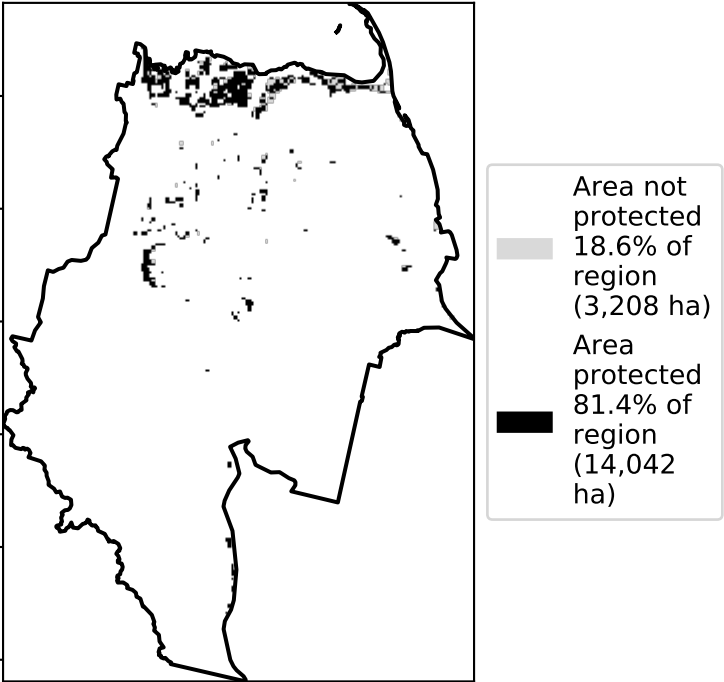 Area not
protected
18.6% of
region
(3,208 ha)
Area
protected
81.4% of
region
(14,042
ha)